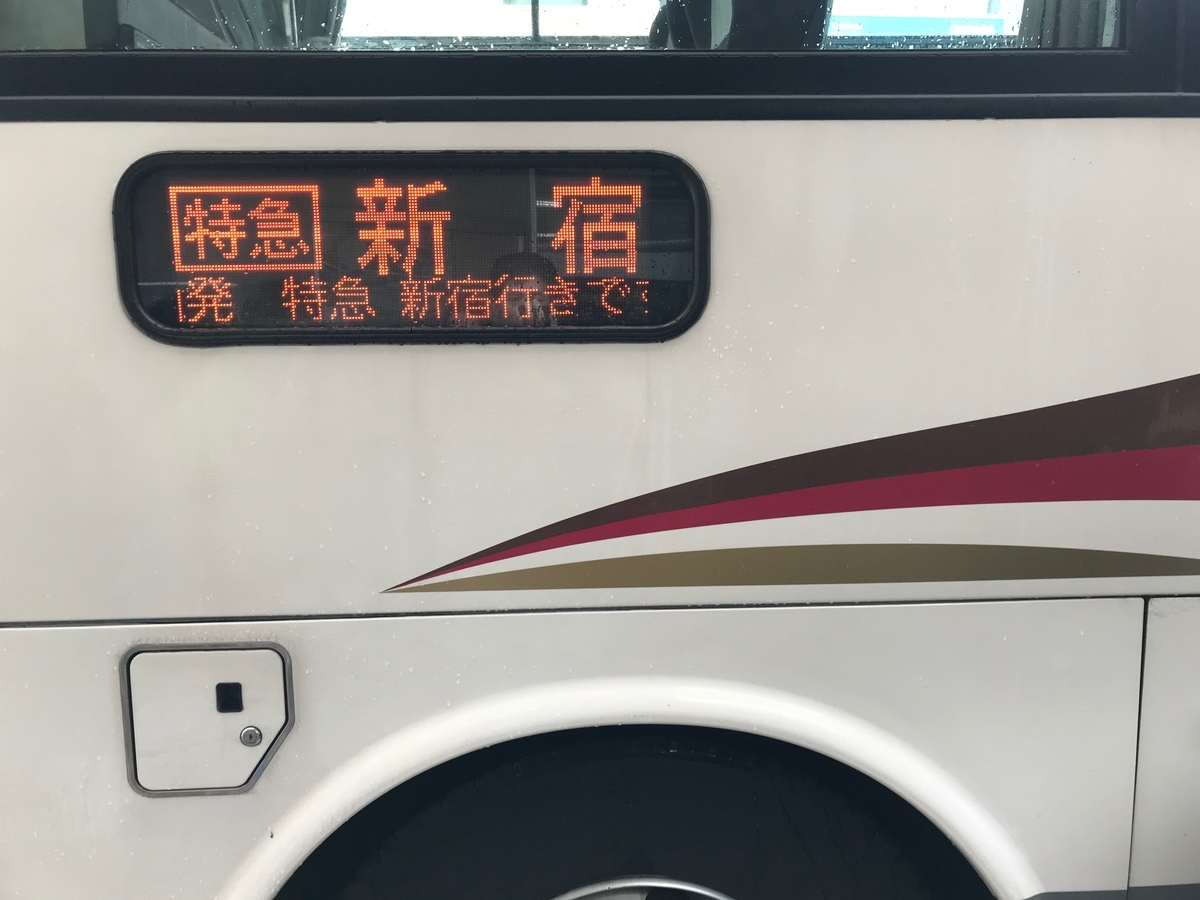 特急 新 宿
発 特急 新宿行きで